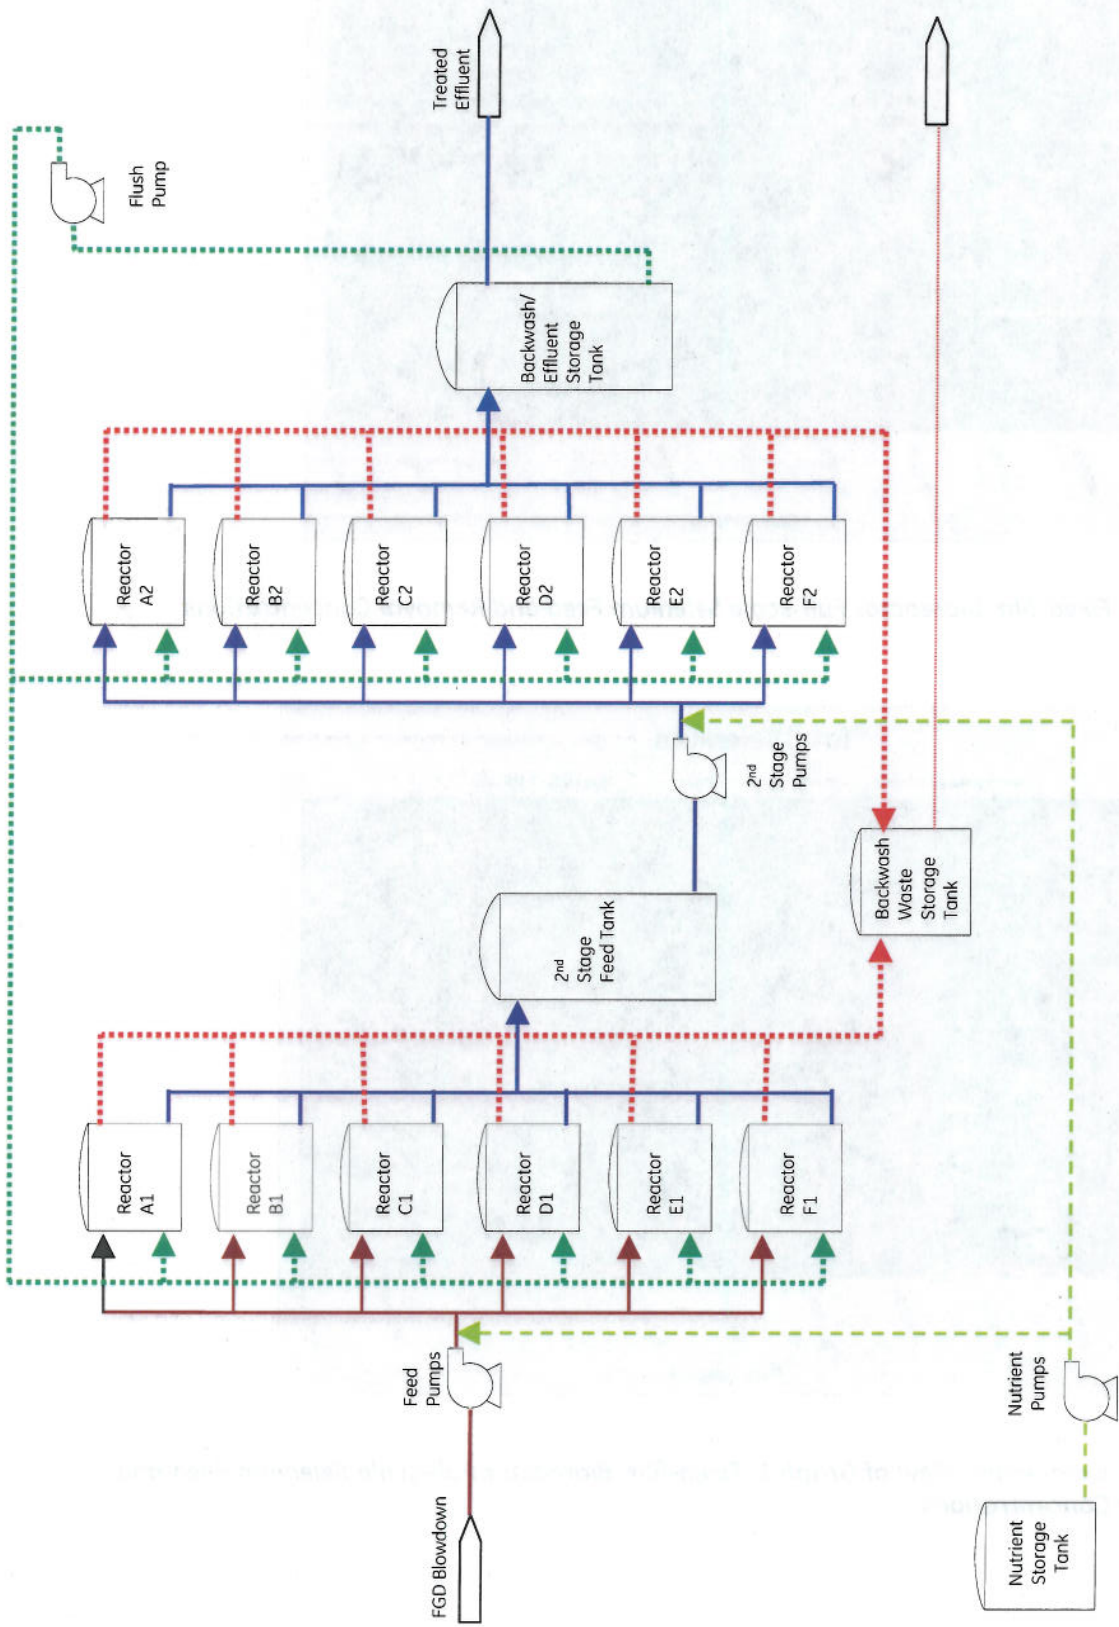 FGD Blowdown
Feed
Pumps
Reactor
A1
Reactor
B1
Reactor
C1
Reactor
D1
Reactor
E1
Reactor
F1
2nd
Stage
Feed Tank
2nd
Stage
Pumps
Reactor
A2
Reactor
B2
Reactor
C2
Reactor
D2
Reactor
E2
Reactor
F2
Backwash/
Effluent
Storage
Tank
Treated
Effluent
Flush
Pump
Backwash
Waste
Storage
Tank
Nutrient
Storage
Tank
Nutrient
Pumps